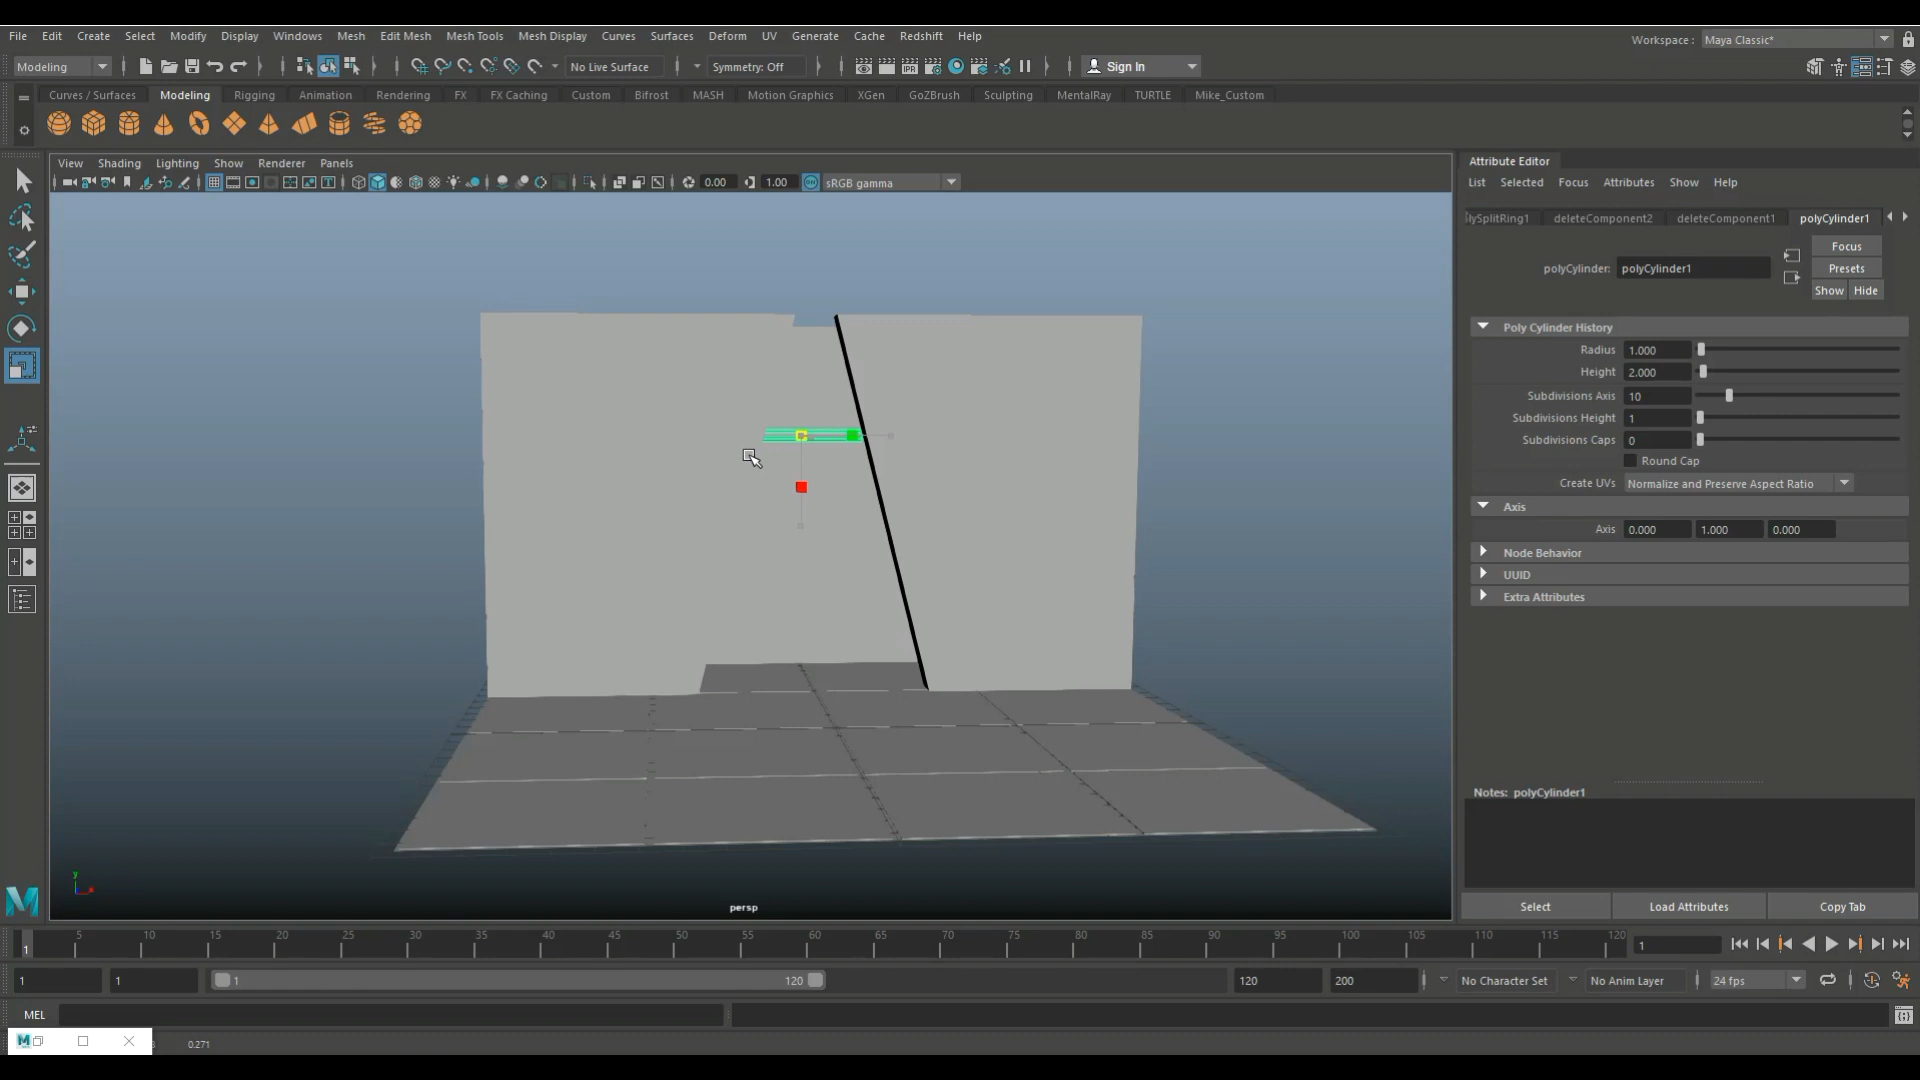 File Edit Create Select Modify Display Windows Mesh Edit Mesh Mesh Tools Mesh Display Curves Surfaces Deform UV Generate Cache Redshift Help
Workspace : Maya Classic*
Modeling No Live Surface Symmetry: Off Sign In
Curves / Surfaces Modeling Rigging Animation Rendering FX FX Caching Custom Bifrost MASH Motion Graphics XGen GoZBrush Sculpting MentalRay TURTLE Mike_Custom
View Shading Lighting Show Renderer Panels
0.00 1.00 sRGB gamma
Attribute Editor
List Selected Focus Attributes Show Help
lySplitRing1 deleteComponent2 deleteComponent1 polyCylinder1
Focus
polyCylinder: polyCylinder1 Presets
Show Hide
Poly Cylinder History
Radius 1.000
Height 2.000
Subdivisions Axis 10
Subdivisions Height 1
Subdivisions Caps 0
Round Cap
Create UVs Normalize and Preserve Aspect Ratio
Axis
Axis 0.000 1.000 0.000
Node Behavior
UUID
Extra Attributes
Notes: polyCylinder1
Select Load Attributes Copy Tab
y
persp
1 5 10 15 20 25 30 35 40 45 50 55 60 65 70 75 80 85 90 95 100 105 110 115 120 1
1 1 1 120 120 200 No Character Set No Anim Layer 24 fps
MEL
M 0.271